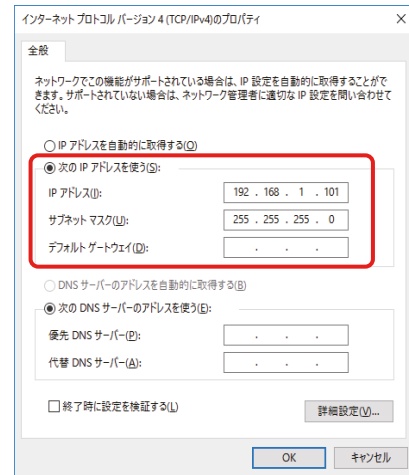 インターネット プロトコル バージョン 4 (TCP/IPv4)のプロパティ
全般
ネットワークでこの機能がサポートされている場合は、IP 設定を自動的に取得することがで
きます。サポートされていない場合は、ネットワーク管理者に適切な IP 設定を問い合わせて
ください。
IP アドレスを自動的に取得する(O)
次の IP アドレスを使う(S):
IP アドレス(I): 192 . 168 . 1 . 101
サブネット マスク(U): 255 . 255 . 255 . 0
デフォルト ゲートウェイ(D): . . .
DNS サーバーのアドレスを自動的に取得する(B)
次の DNS サーバーのアドレスを使う(E):
優先 DNS サーバー(P): . . .
代替 DNS サーバー(A): . . .
終了時に設定を検証する(L)
詳細設定(V)...
OK キャンセル